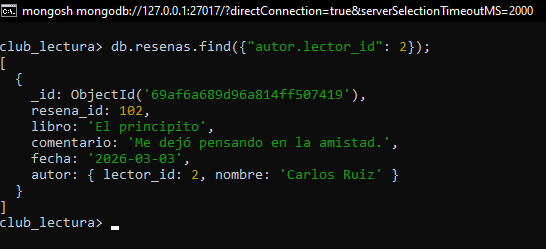 mongosh mongodb://127.0.0.1:27017/?directConnection=true&serverSelectionTimeoutMS=2000
club_lectura> db.resenas.find({"autor.lector_id": 2});
[
  {
    _id: ObjectId('69af6a689d96a814ff507419'),
    resena_id: 102,
    libro: 'El principito',
    comentario: 'Me dejó pensando en la amistad.',
    fecha: '2026-03-03',
    autor: { lector_id: 2, nombre: 'Carlos Ruiz' }
  }
]
club_lectura>